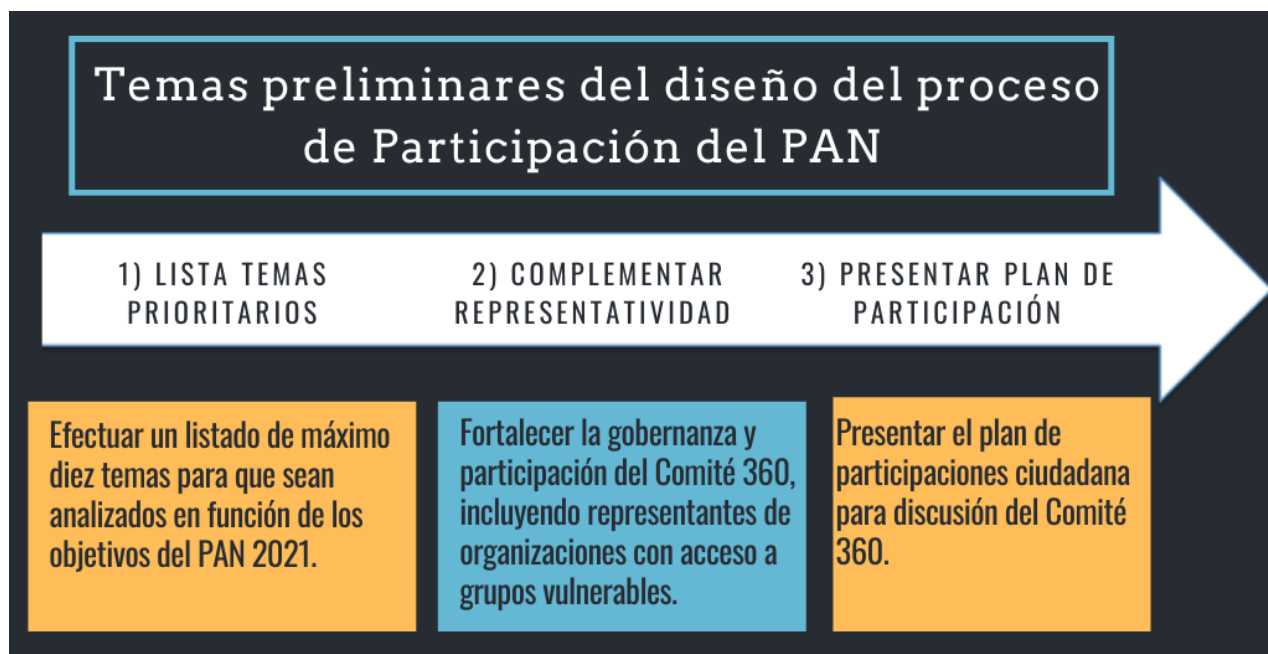 Temas preliminares del diseño del proceso
de Participación del PAN
1) LISTA TEMAS
PRIORITARIOS
2) COMPLEMENTAR
REPRESENTATIVIDAD
3) PRESENTAR PLAN DE
PARTICIPACIÓN
Efectuar un listado de máximo
diez temas para que sean
analizados en función de los
objetivos del PAN 2021.
Fortalecer la gobernanza y
participación del Comité 360,
incluyendo representantes de
organizaciones con acceso a
grupos vulnerables.
Presentar el plan de
participaciones ciudadana
para discusión del Comité
360.